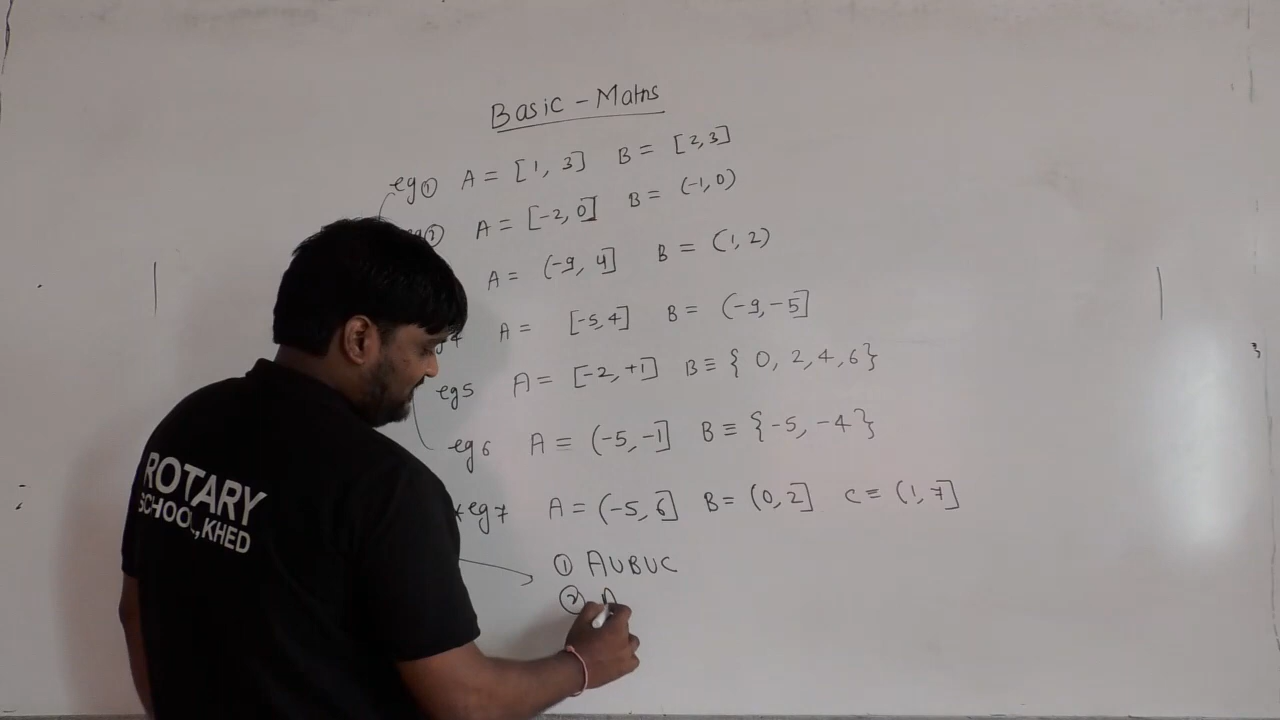 Basic - Maths
eg① A = [1, 3] B = [2,3]
A = [-2, 0] B = (-1, 0)
A = (-9, 4] B = (1, 2)
A = [-5,4] B = (-9,-5]
eg5 A = [-2, +1] B ≡ { 0, 2, 4, 6}
eg6 A ≡ (-5, -1] B ≡ {-5, -4}
*eg7 A = (-5, 6] B = (0, 2] C ≡ (1, 7]
① A∪B∪C
② A
ROTARY
SCHOOL, KHED